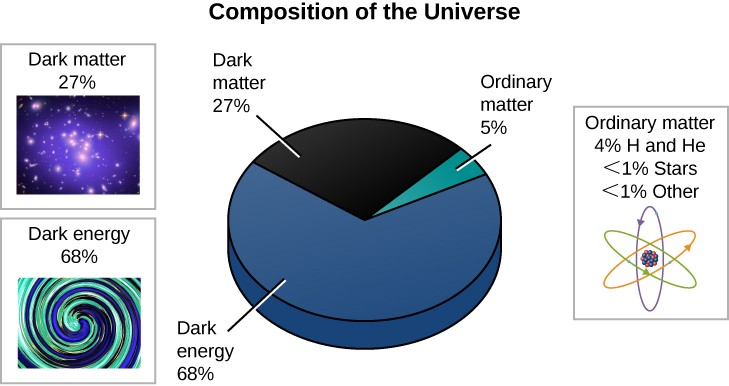 Composition of the Universe
Dark matter
27%
Dark energy
68%
Dark
matter
27%
Ordinary
matter
5%
Dark
energy
68%
Ordinary matter
4% H and He
<1% Stars
<1% Other